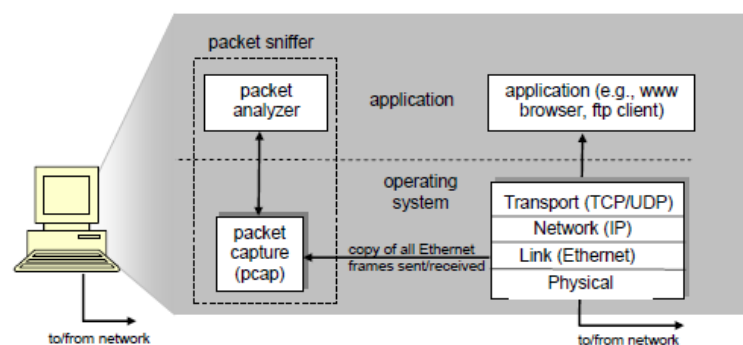 packet sniffer
packet
analyzer
application
application (e.g., www
browser, ftp client)
operating
system
packet
capture
(pcap)
copy of all Ethernet
frames sent/received
Transport (TCP/UDP)
Network (IP)
Link (Ethernet)
Physical
to/from network
to/from network